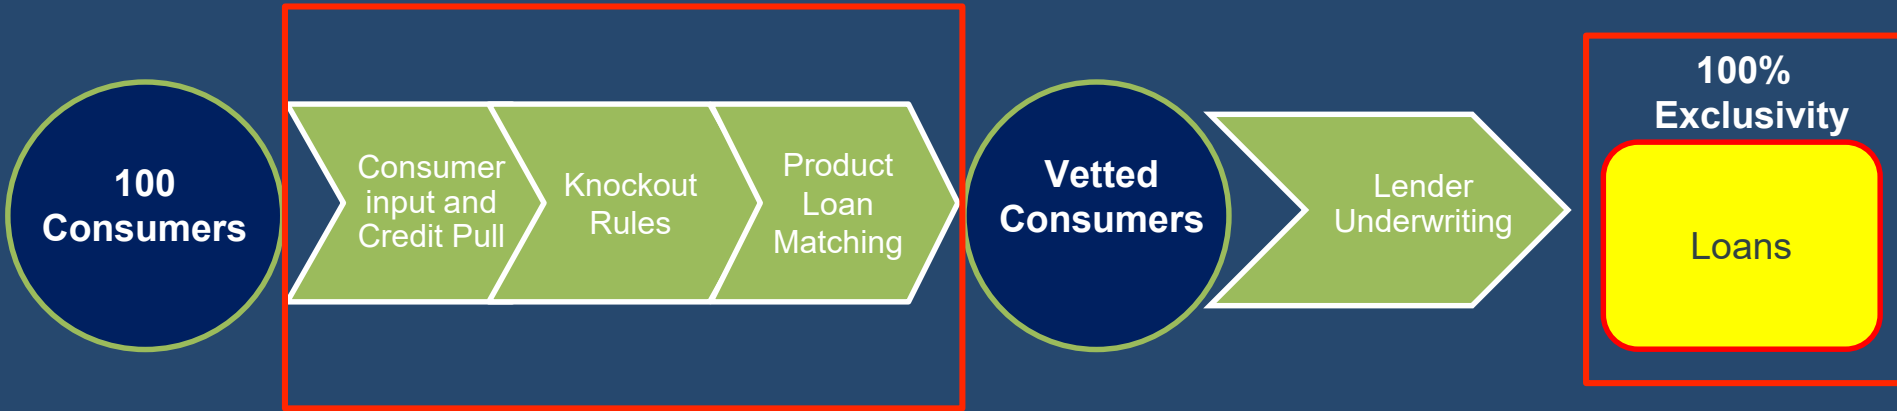 100
Consumers
Consumer
input and
Credit Pull
Knockout
Rules
Product
Loan
Matching
Vetted
Consumers
Lender
Underwriting
100%
Exclusivity
Loans